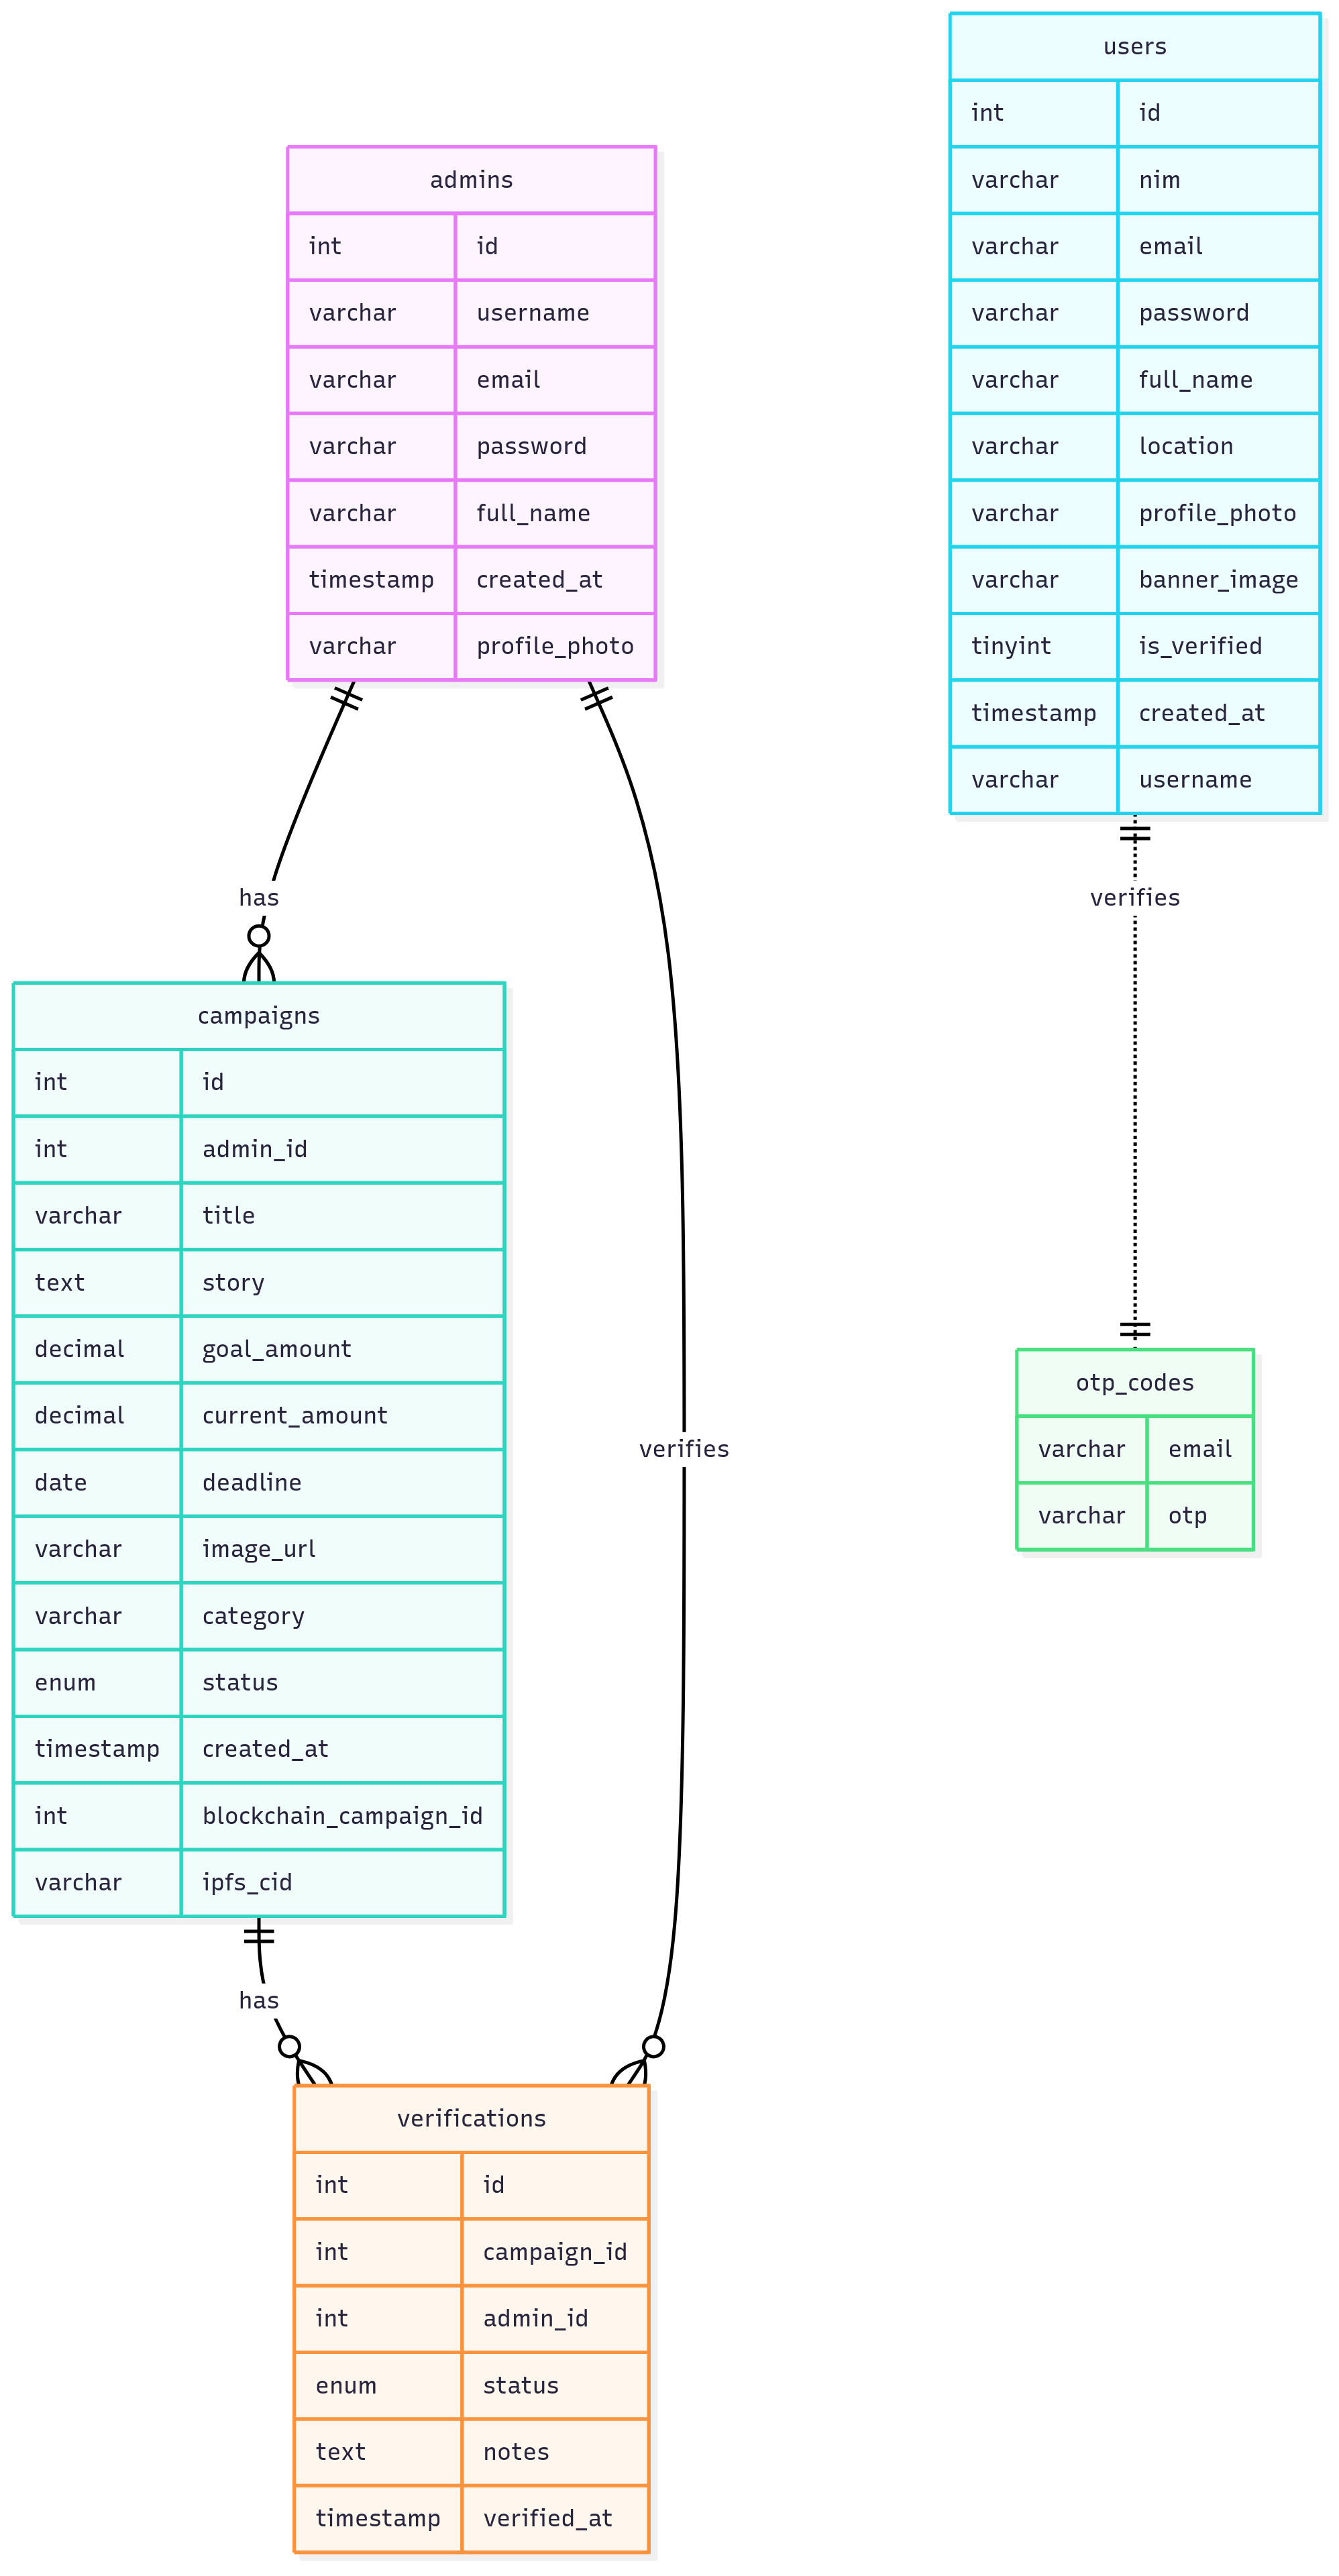 users
int id
varchar nim
varchar email
varchar password
varchar full_name
varchar location
varchar profile_photo
varchar banner_image
tinyint is_verified
timestamp created_at
varchar username
admins
int id
varchar username
varchar email
varchar password
varchar full_name
timestamp created_at
varchar profile_photo
has
verifies
campaigns
int id
int admin_id
varchar title
text story
decimal goal_amount
decimal current_amount
date deadline
varchar image_url
varchar category
enum status
timestamp created_at
int blockchain_campaign_id
varchar ipfs_cid
verifies
otp_codes
varchar email
varchar otp
has
verifications
int id
int campaign_id
int admin_id
enum status
text notes
timestamp verified_at